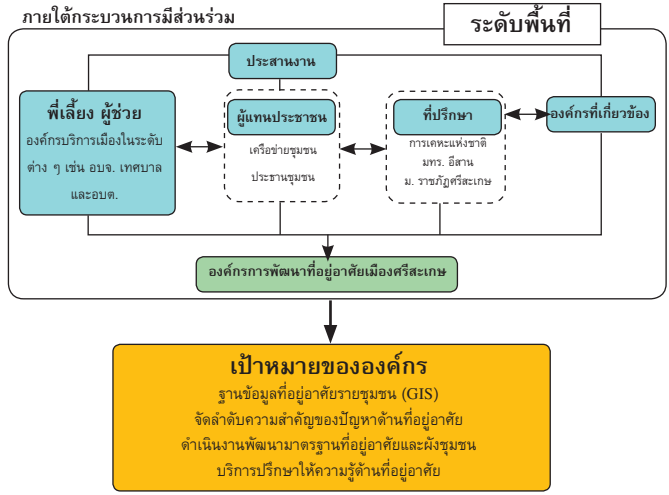 ภายใต้กระบวนการมีส่วนร่วม
ระดับพื้นที่
ประสานงาน
พี่เลี้ยง ผู้ช่วย
องค์กรบริการเมืองในระดับ
ต่าง ๆ เช่น อบจ. เทศบาล
และอบต.
ผู้แทนประชาชน
เครือข่ายชุมชน
ประธานชุมชน
ที่ปรึกษา
การเคหะแห่งชาติ
มทร. อีสาน
ม. ราชภัฏศรีสะเกษ
องค์กรที่เกี่ยวข้อง
องค์กรการพัฒนาที่อยู่อาศัยเมืองศรีสะเกษ
เป้าหมายขององค์กร
ฐานข้อมูลที่อยู่อาศัยรายชุมชน (GIS)
จัดลำดับความสำคัญของปัญหาด้านที่อยู่อาศัย
ดำเนินงานพัฒนามาตรฐานที่อยู่อาศัยและผังชุมชน
บริการปรึกษาให้ความรู้ด้านที่อยู่อาศัย